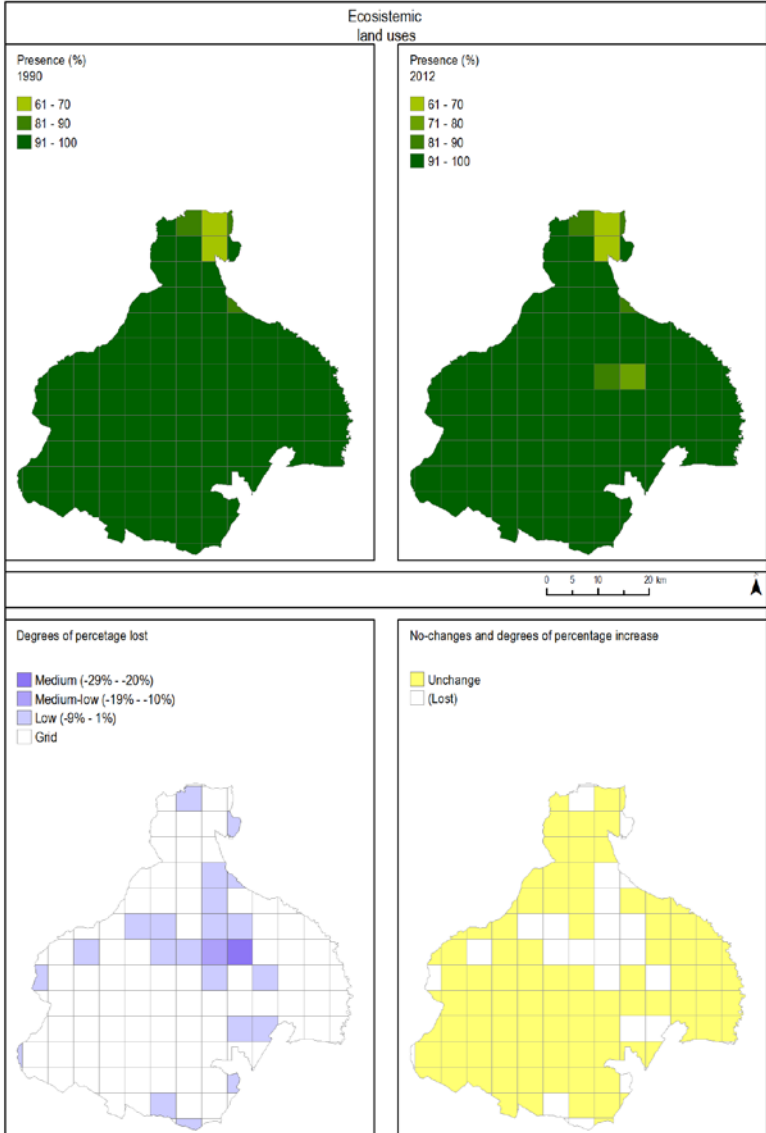 Ecosistemic
land uses
Presence (%)
1990
61 - 70
81 - 90
91 - 100
Presence (%)
2012
61 - 70
71 - 80
81 - 90
91 - 100
0 5 10 20 km
Degrees of percetage lost
Medium (-29% - -20%)
Medium-low (-19% - -10%)
Low (-9% - 1%)
Grid
No-changes and degrees of percentage increase
Unchange
(Lost)